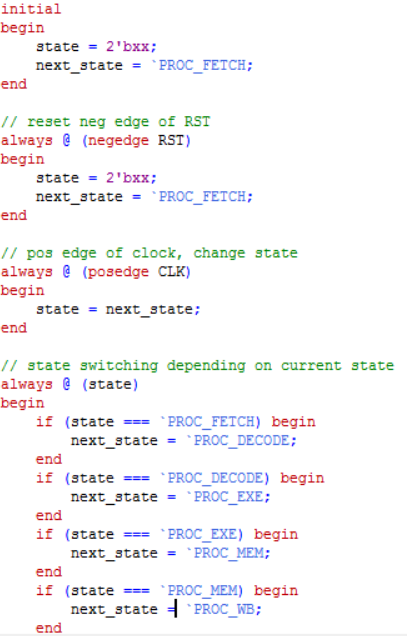 initial
begin
    state = 2'bxx;
    next_state = `PROC_FETCH;
end

// reset neg edge of RST
always @ (negedge RST)
begin
    state = 2'bxx;
    next_state = `PROC_FETCH;
end

// pos edge of clock, change state
always @ (posedge CLK)
begin
    state = next_state;
end

// state switching depending on current state
always @ (state)
begin
    if (state === `PROC_FETCH) begin
        next_state = `PROC_DECODE;
    end
    if (state === `PROC_DECODE) begin
        next_state = `PROC_EXE;
    end
    if (state === `PROC_EXE) begin
        next_state = `PROC_MEM;
    end
    if (state === `PROC_MEM) begin
        next_state = `PROC_WB;
    end